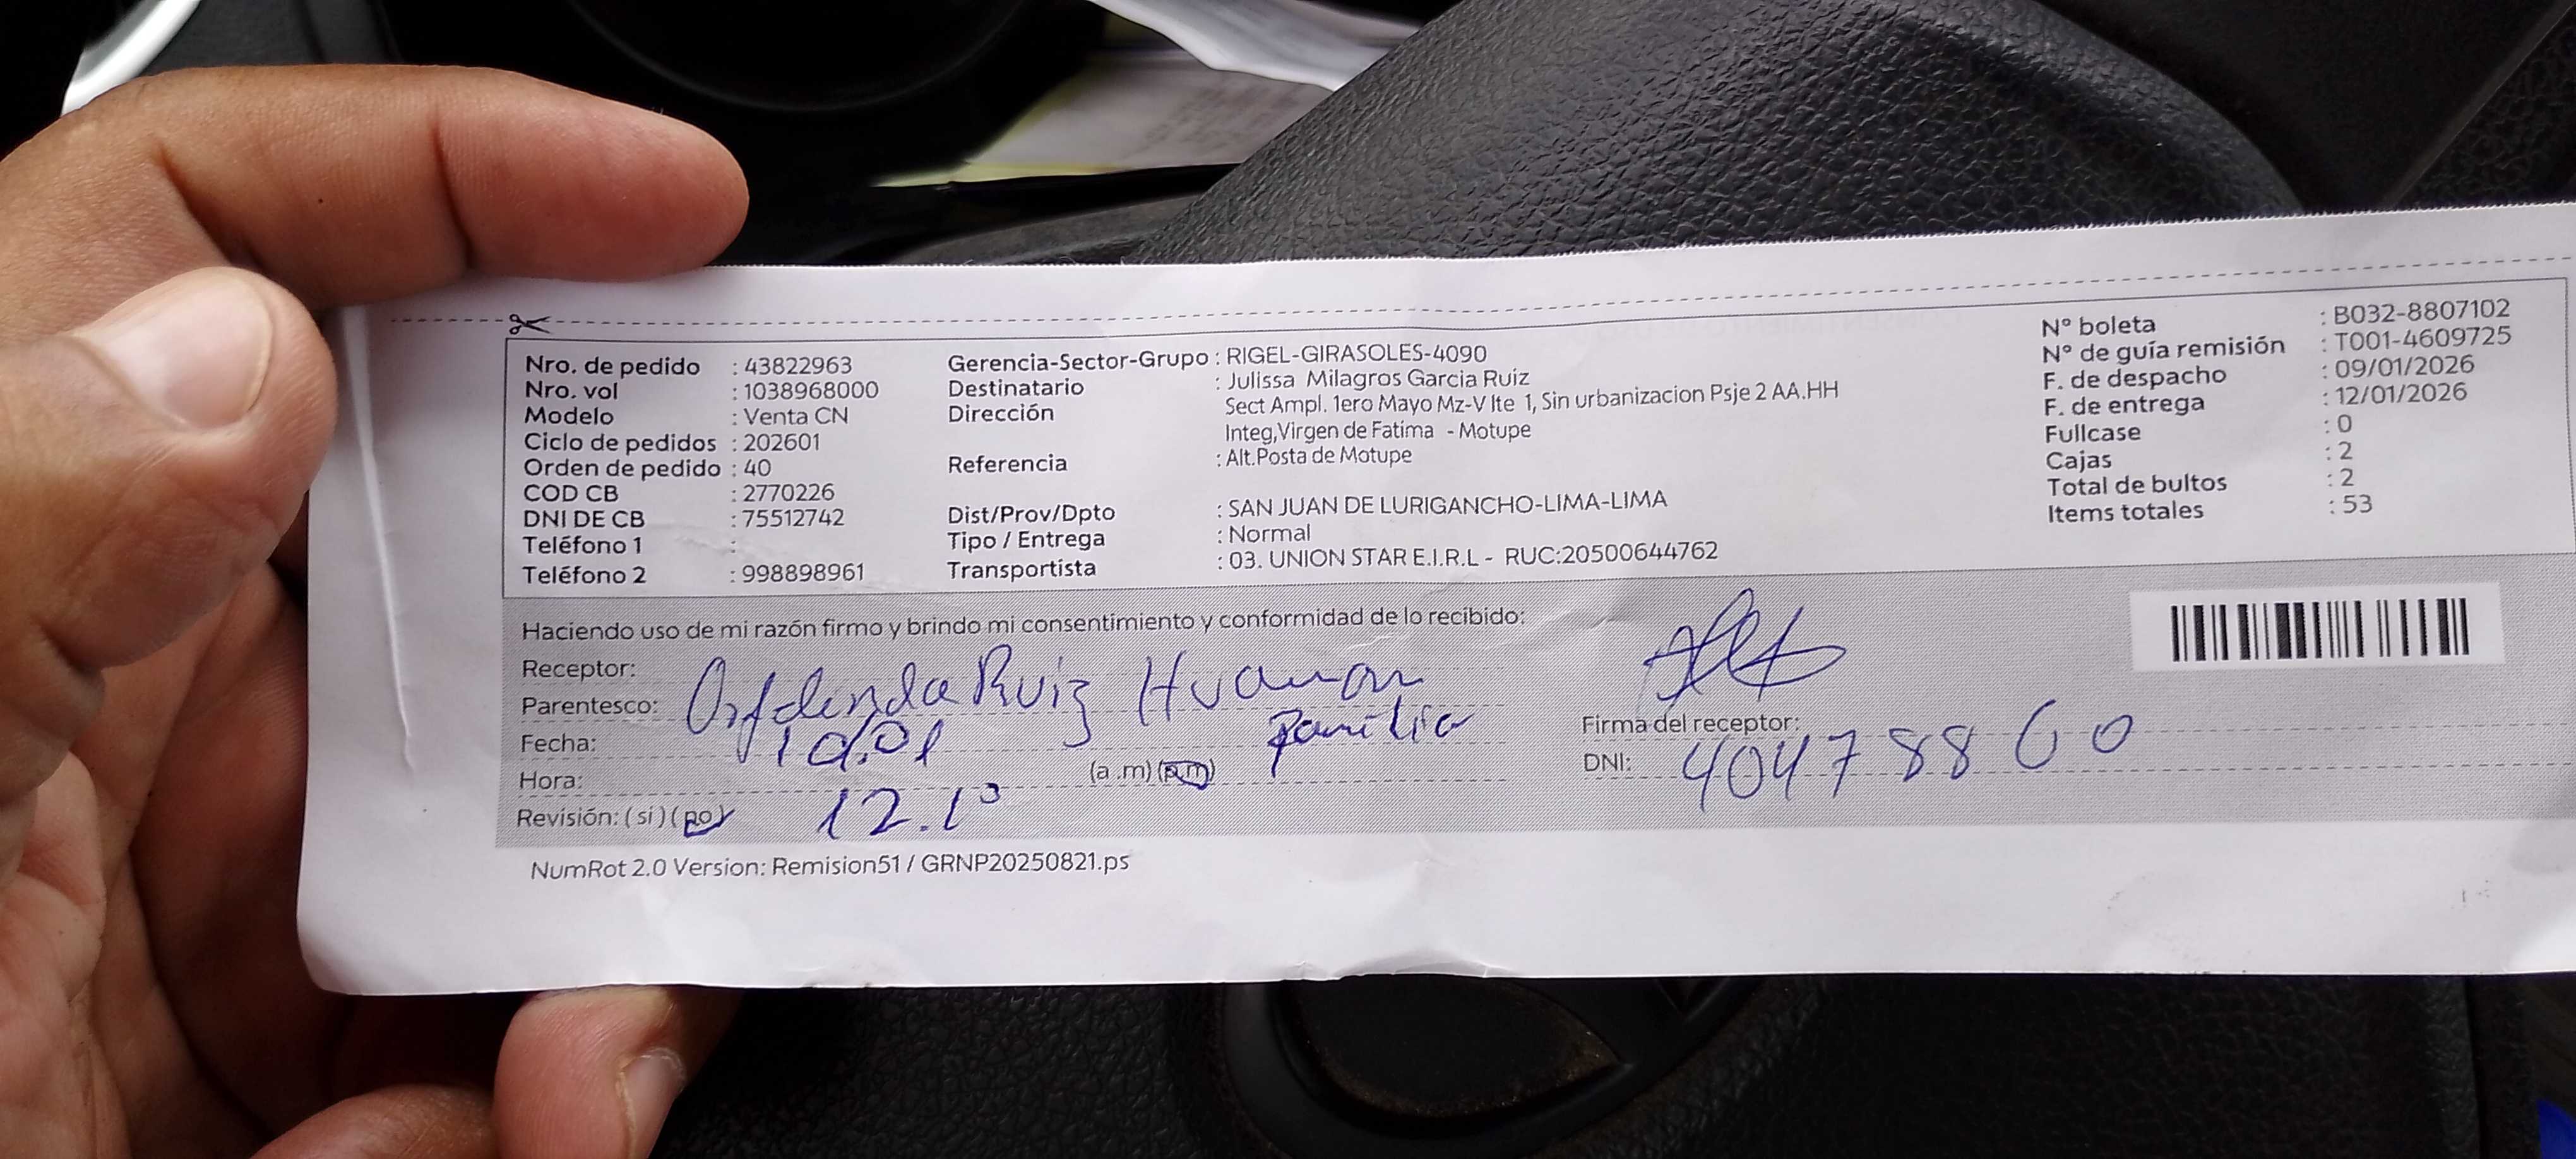 Nro. de pedido : 43822963
Nro. vol : 1038968000
Modelo : Venta CN
Ciclo de pedidos : 202601
Orden de pedido : 40
COD CB : 2770226
DNI DE CB : 75512742
Teléfono 1 :
Teléfono 2 : 998898961
Gerencia-Sector-Grupo : RIGEL-GIRASOLES-4090
Destinatario : Julissa Milagros Garcia Ruiz
Dirección Sect Ampl. 1ero Mayo Mz-V lte 1, Sin urbanizacion Psje 2 AA.HH
Integ,Virgen de Fatima - Motupe
Referencia : Alt.Posta de Motupe
Dist/Prov/Dpto : SAN JUAN DE LURIGANCHO-LIMA-LIMA
Tipo / Entrega : Normal
Transportista : 03. UNION STAR E.I.R.L - RUC:20500644762
N° boleta : B032-8807102
N° de guía remisión : T001-4609725
F. de despacho : 09/01/2026
F. de entrega : 12/01/2026
Fullcase : 0
Cajas : 2
Total de bultos : 2
Items totales : 53
Haciendo uso de mi razón firmo y brindo mi consentimiento y conformidad de lo recibido:
Receptor:
Parentesco: Ruiz Huaman
Familia
Fecha:
Hora: (a .m) (p.m)
Revisión: ( si ) ( no ) 12.10
Firma del receptor:
DNI: 40478860
NumRot 2.0 Version: Remision51 / GRNP20250821.ps